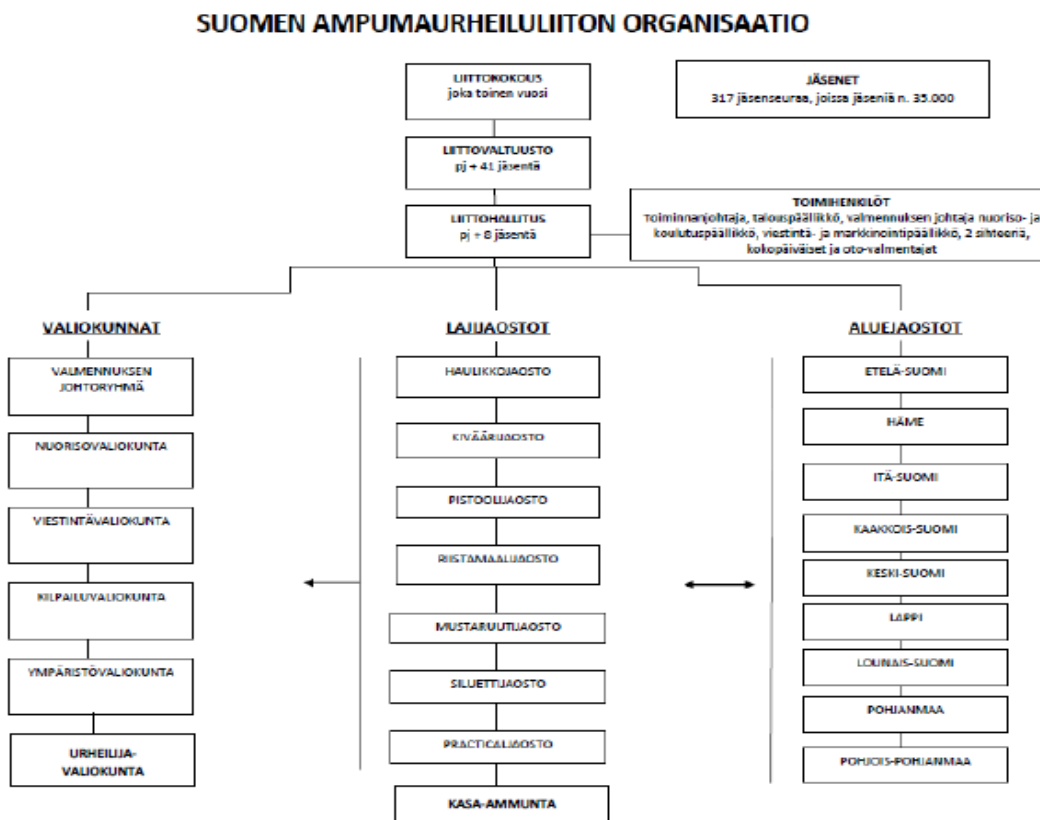 SUOMEN AMPUMAURHEILULIITON ORGANISAATIO
LIITTOKOKOUS
joka toinen vuosi
JÄSENET
317 jäsenseuraa, joissa jäseniä n. 35.000
LIITTOVALTUUSTO
pj + 41 jäsentä
LIITTOHALLITUS
pj + 8 jäsentä
TOIMIHENKILÖT
Toiminnanjohtaja, talouspäällikkö, valmennuksen johtaja nuoriso- ja
koulutuspäällikkö, viestintä- ja markkinointipäällikkö, 2 sihteeriä,
kokopäiväiset ja oto-valmentajat
VALIOKUNNAT
VALMENNUKSEN
JOHTORYHMÄ
NUORISOVALIOKUNTA
VIESTINTÄVALIOKUNTA
KILPAILUVALIOKUNTA
YMPÄRISTÖVALIOKUNTA
URHEILIJA-
VALIOKUNTA
LAJIJAOSTOT
HAULIKKOJAOSTO
KIVÄÄRIJAOSTO
PISTOOLIJAOSTO
RIISTAMAALIJAOSTO
MUSTARUUTIJAOSTO
SILUETTIJAOSTO
PRACTICALJAOSTO
KASA-AMMUNTA
ALUEJAOSTOT
ETELÄ-SUOMI
HÄME
ITÄ-SUOMI
KAAKKOIS-SUOMI
KESKI-SUOMI
LAPPI
LOUNAIS-SUOMI
POHJANMAA
POHJOIS-POHJANMAA